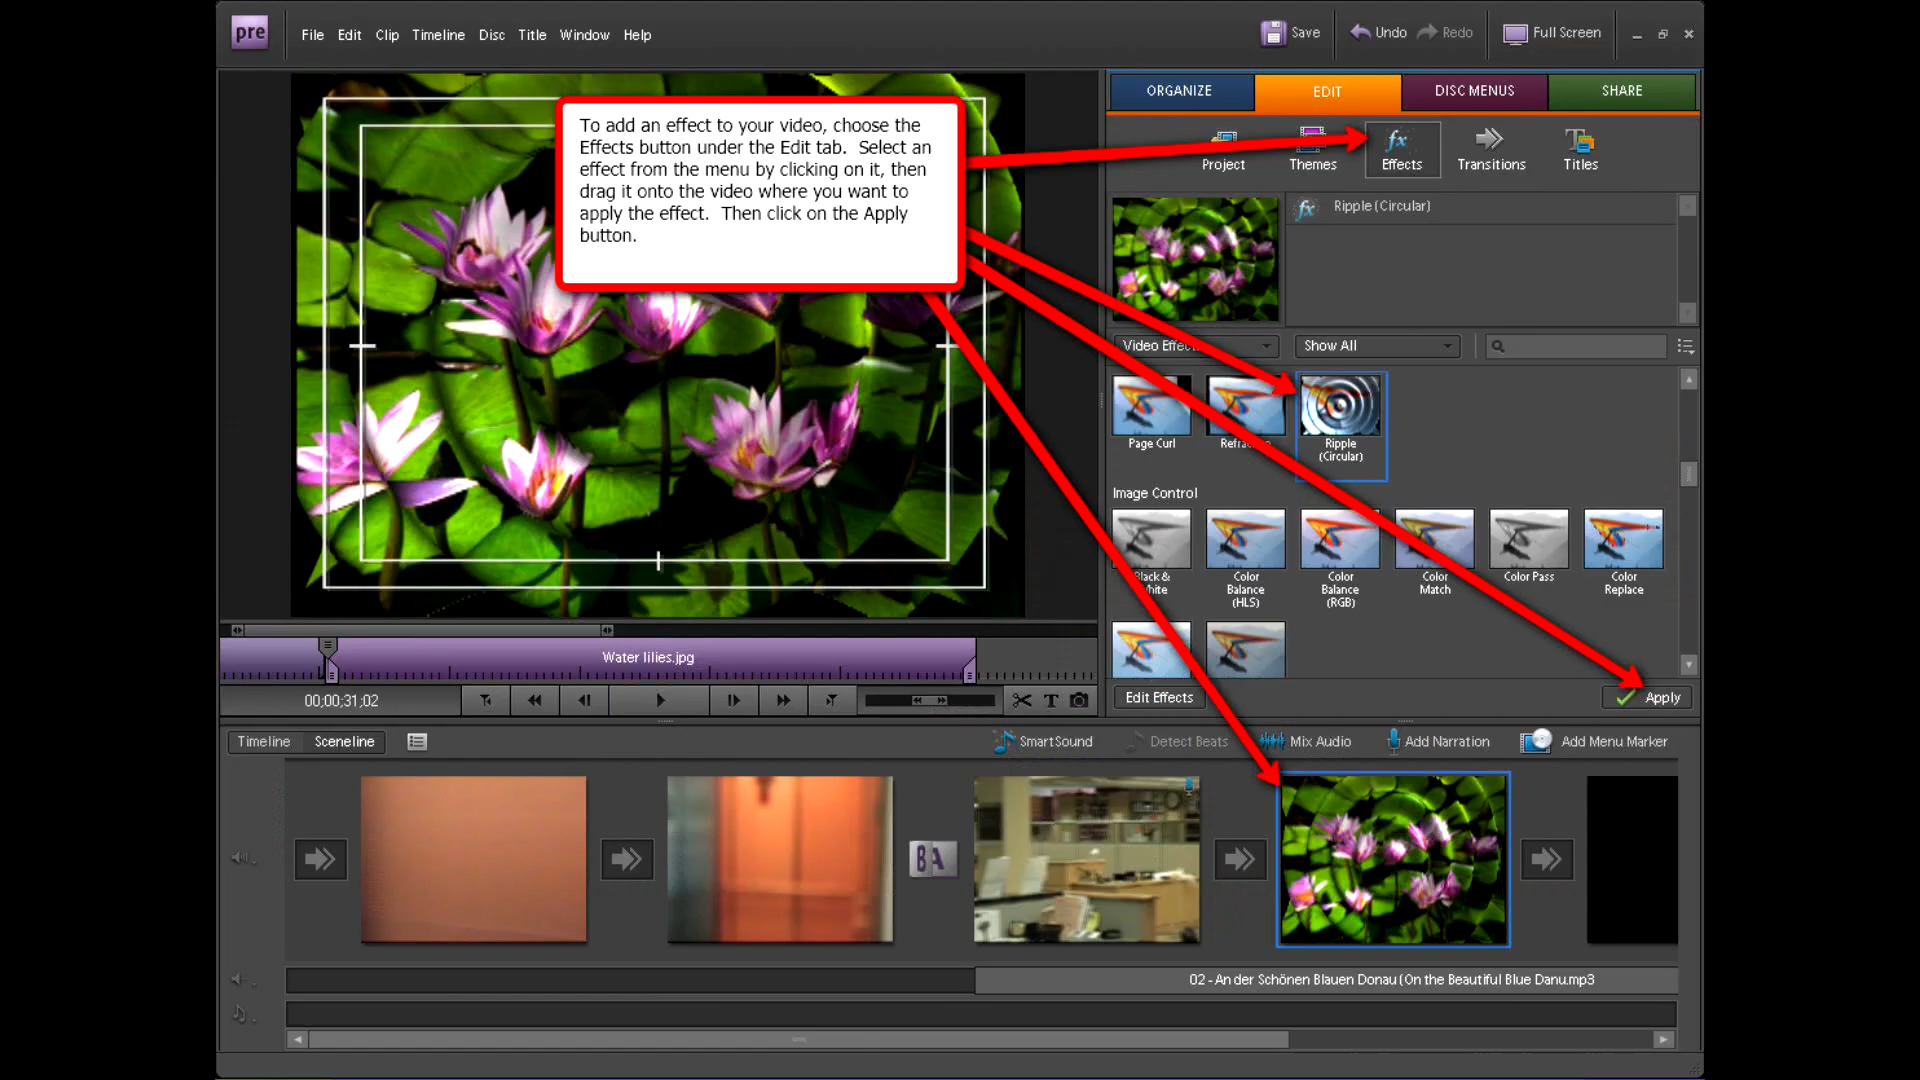 pre
File Edit Clip Timeline Disc Title Window Help
Save Undo Redo Full Screen
ORGANIZE EDIT DISC MENUS SHARE
Project Themes Effects Transitions Titles
To add an effect to your video, choose the
Effects button under the Edit tab. Select an
effect from the menu by clicking on it, then
drag it onto the video where you want to
apply the effect. Then click on the Apply
button.
fx Ripple (Circular)
Video Show All
Page Curl
Ripple
(Circular)
Image Control
Black &
Color
Balance
(HLS)
Color
Balance
(RGB)
Color
Match
Color Pass
Color
Replace
Water lilies.jpg
00;00;31;02
Edit Effects Apply
Timeline Sceneline SmartSound Detect Beats Mix Audio Add Narration Add Menu Marker
BA
02 - An der Schönen Blauen Donau (On the Beautiful Blue Danu.mp3